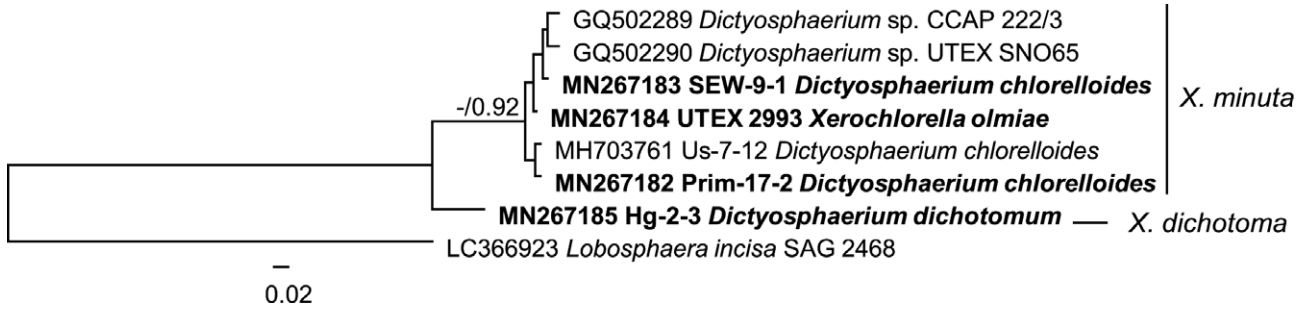 GQ502289 Dictyosphaerium sp. CCAP 222/3
GQ502290 Dictyosphaerium sp. UTEX SNO65
MN267183 SEW-9-1 Dictyosphaerium chlorelloides
-/0.92
MN267184 UTEX 2993 Xerochlorella olmiae
MH703761 Us-7-12 Dictyosphaerium chlorelloides
MN267182 Prim-17-2 Dictyosphaerium chlorelloides
X. minuta
MN267185 Hg-2-3 Dictyosphaerium dichotomum
X. dichotoma
LC366923 Lobosphaera incisa SAG 2468
0.02